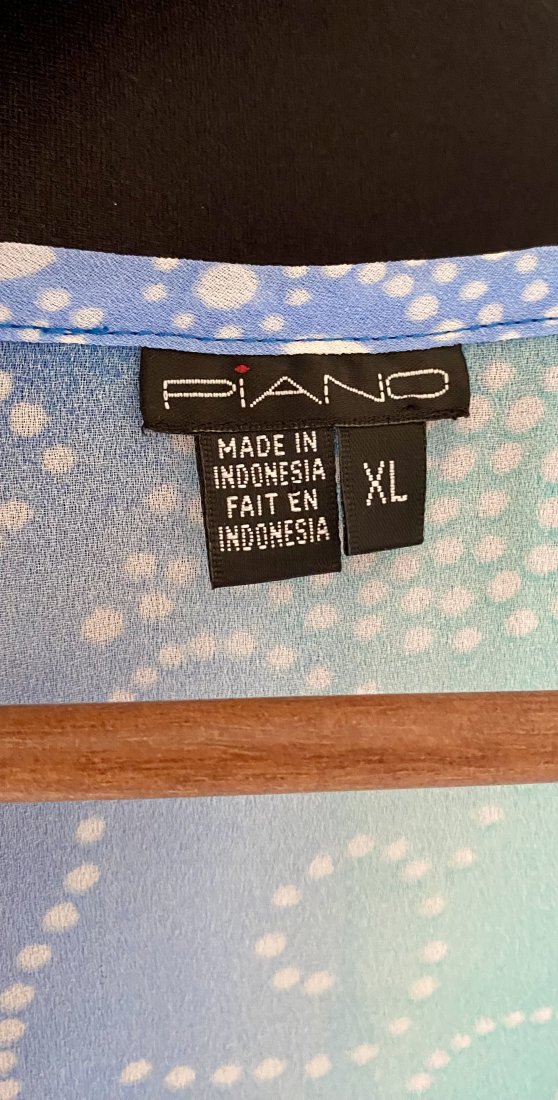 PiANO
MADE IN
INDONESIA
FAIT EN
INDONESIA
XL